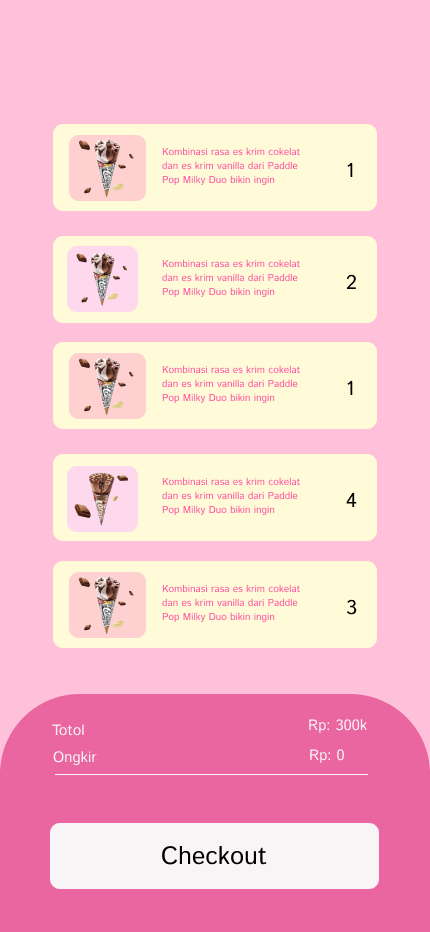 Kombinasi rasa es krim cokelat
dan es krim vanilla dari Paddle
Pop Milky Duo bikin ingin
1
Kombinasi rasa es krim cokelat
dan es krim vanilla dari Paddle
Pop Milky Duo bikin ingin
2
Kombinasi rasa es krim cokelat
dan es krim vanilla dari Paddle
Pop Milky Duo bikin ingin
1
Kombinasi rasa es krim cokelat
dan es krim vanilla dari Paddle
Pop Milky Duo bikin ingin
4
Kombinasi rasa es krim cokelat
dan es krim vanilla dari Paddle
Pop Milky Duo bikin ingin
3
Totol Rp: 300k
Ongkir Rp: 0
Checkout